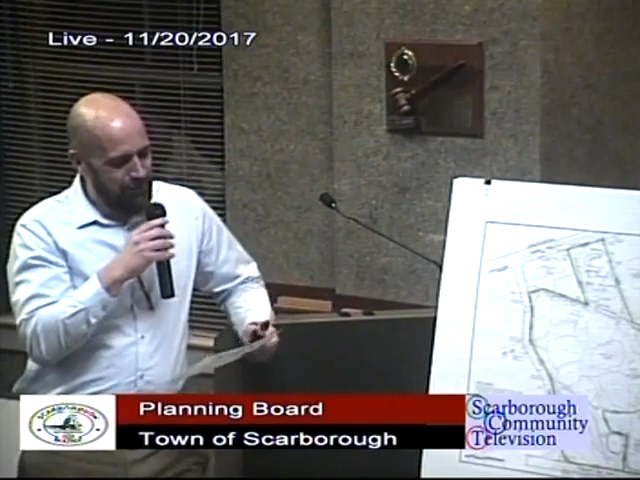 Live - 11/20/2017
Planning Board
Town of Scarborough
Scarborough
Community
Television